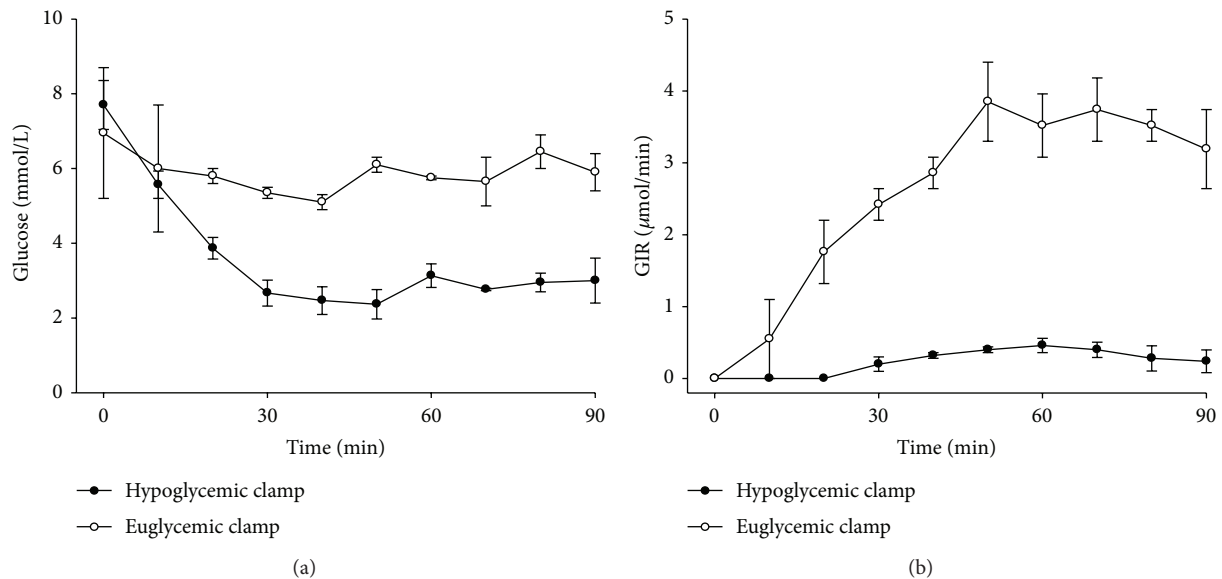 10
8
6
4
2
0
Glucose (mmol/L)
0
30
60
90
Time (min)
Hypoglycemic clamp
Euglycemic clamp
(a)
5
4
3
2
1
0
GIR (μmol/min)
0
30
60
90
Time (min)
Hypoglycemic clamp
Euglycemic clamp
(b)